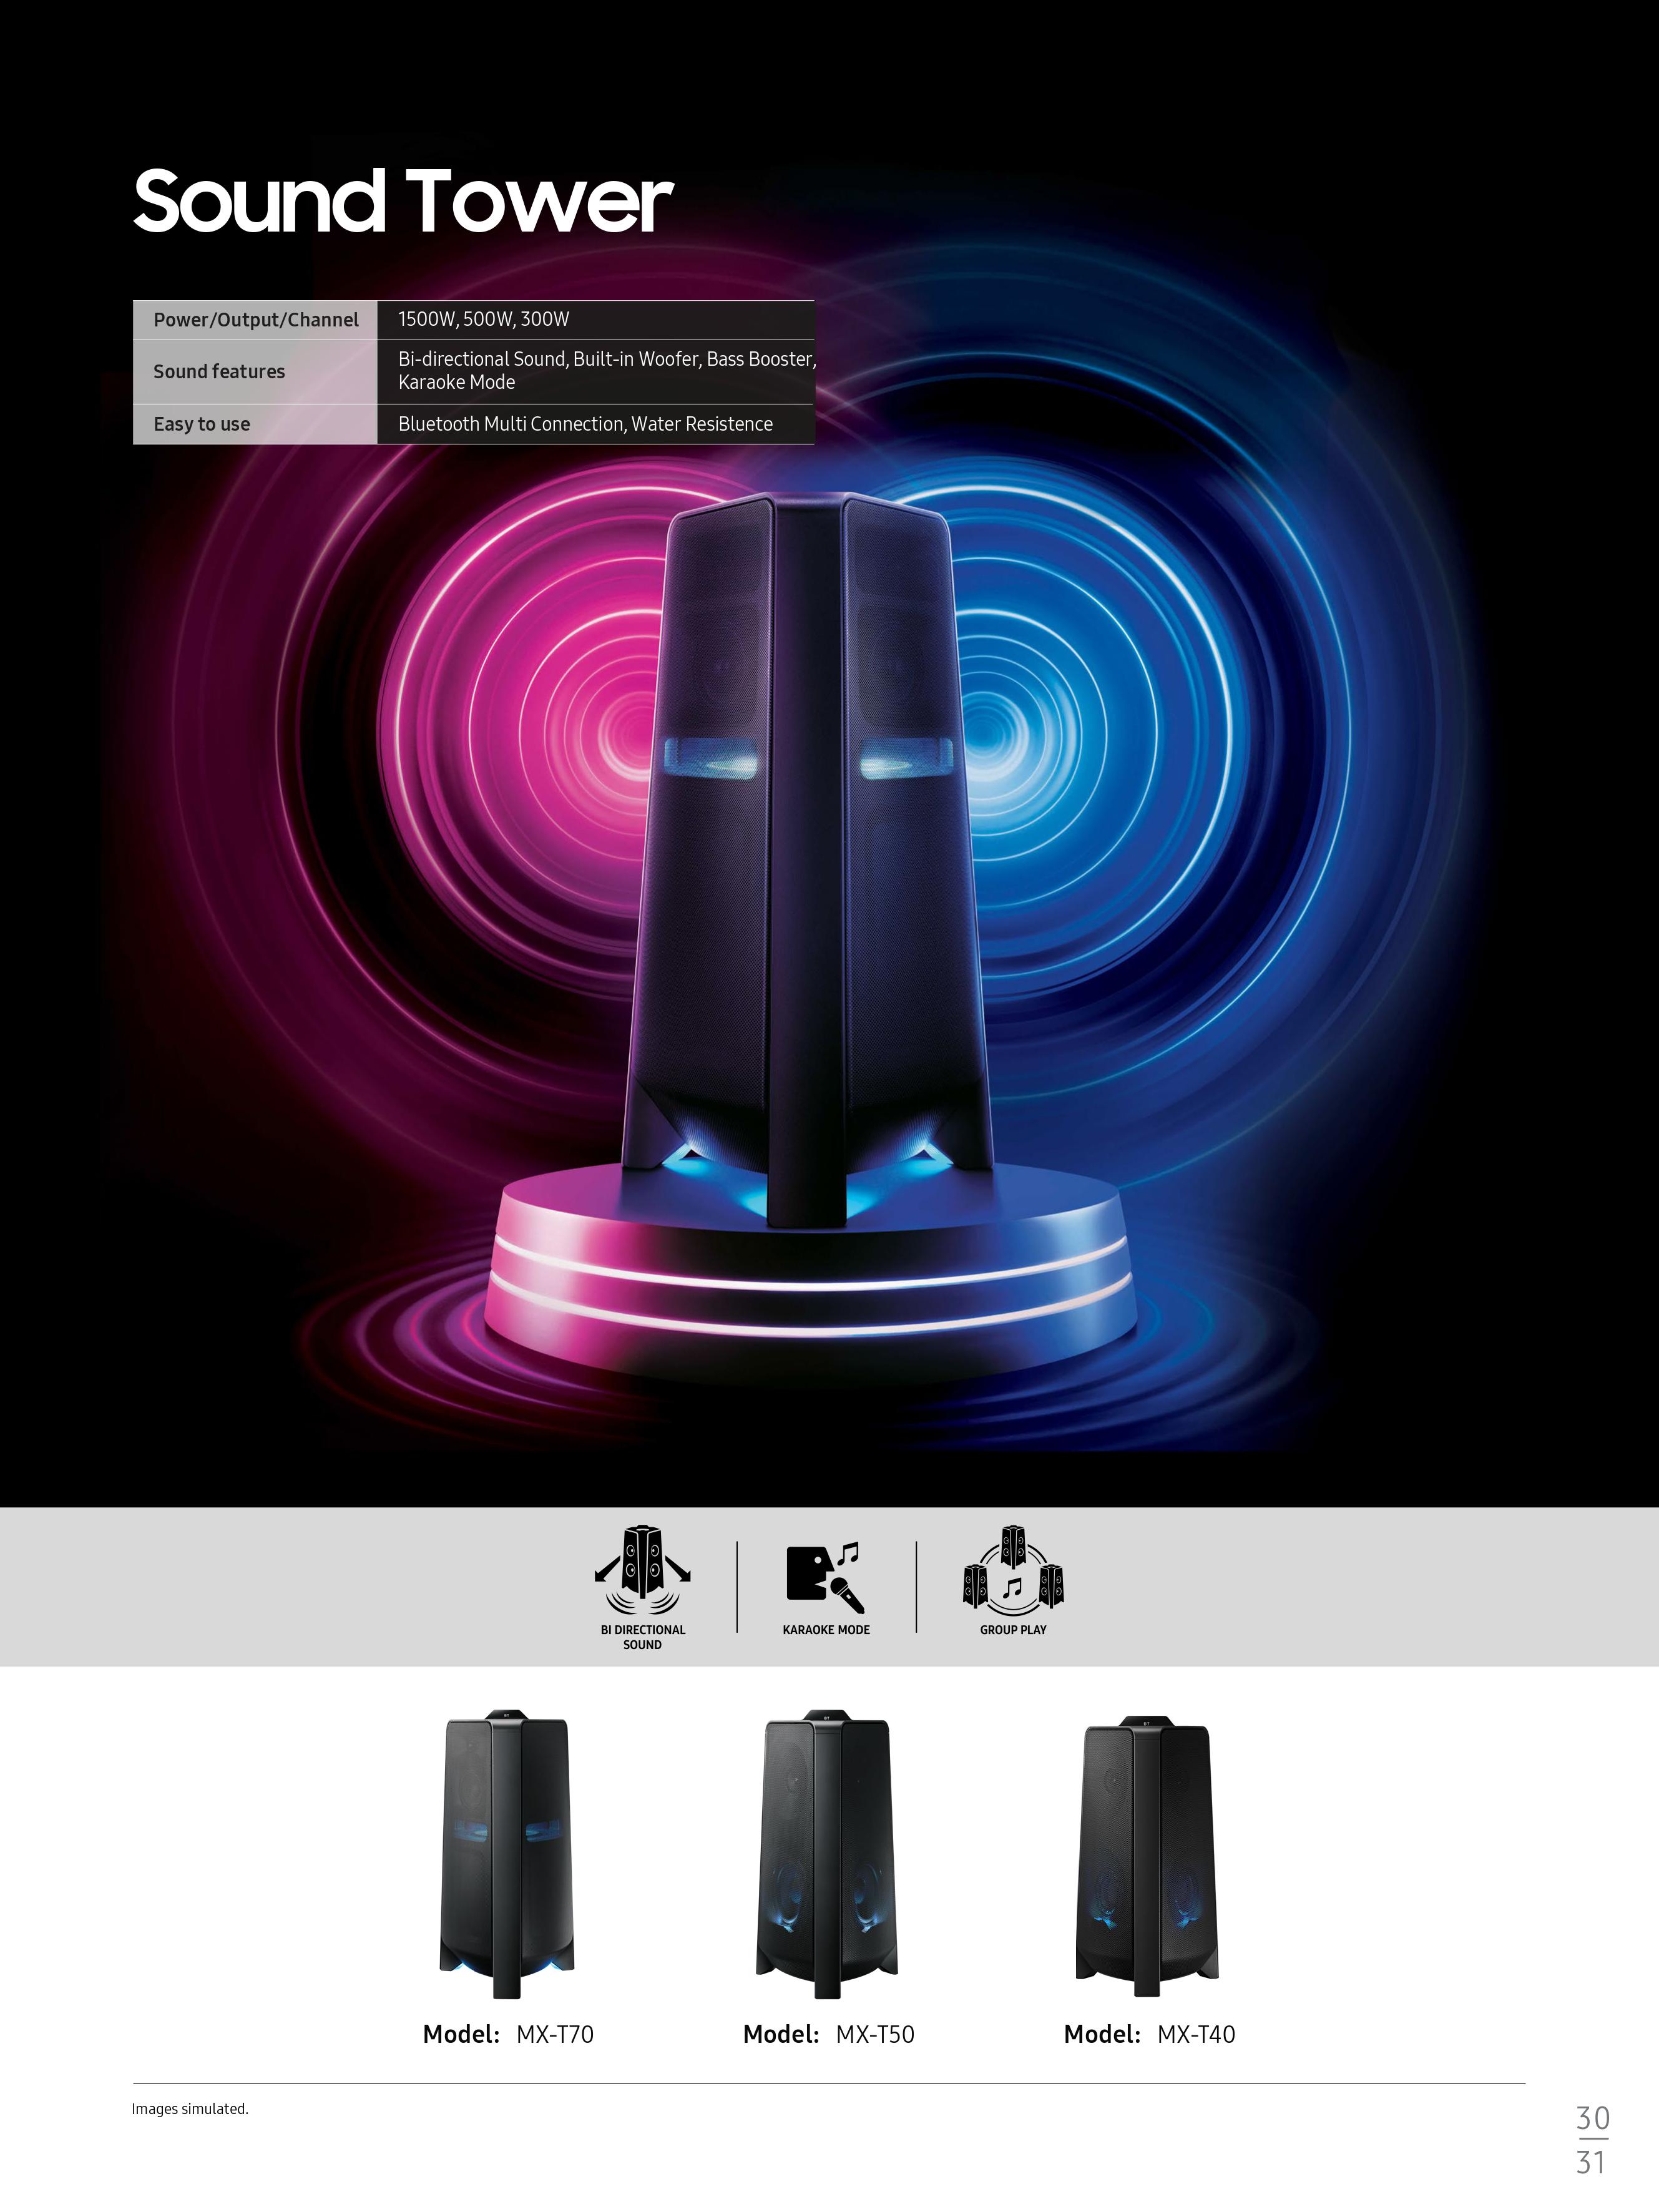 Sound Tower
Power/Output/Channel 1500W, 500W, 300W
Sound features Bi-directional Sound, Built-in Woofer, Bass Booster,
Karaoke Mode
Easy to use Bluetooth Multi Connection, Water Resistence
BI DIRECTIONAL
SOUND
KARAOKE MODE
GROUP PLAY
Model: MX-T70
Model: MX-T50
Model: MX-T40
Images simulated.
30
31